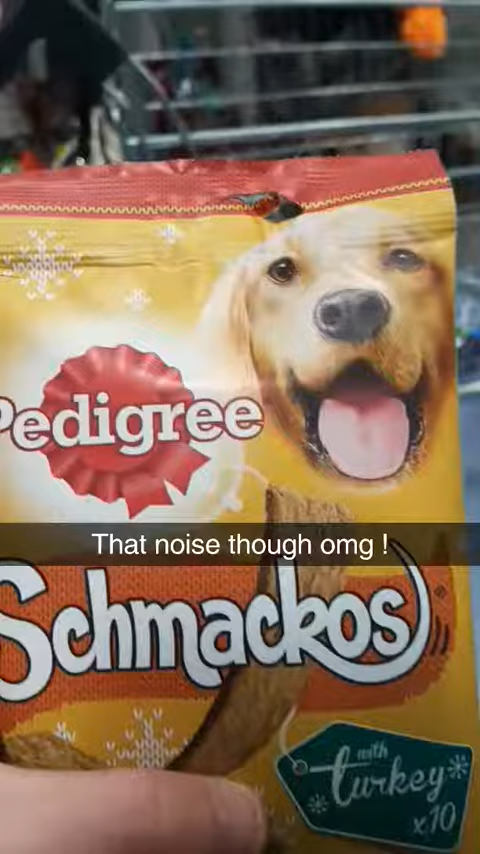 Pedigree
That noise though omg !
Schmackos
with
turkey
x10